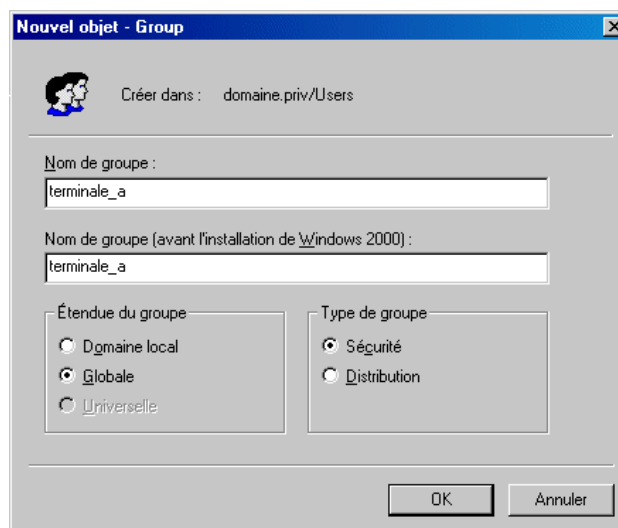 Nouvel objet - Group
Créer dans : domaine.priv/Users
Nom de groupe :
terminale_a
Nom de groupe (avant l'installation de Windows 2000) :
terminale_a
Étendue du groupe
Domaine local
Globale
Universelle
Type de groupe
Sécurité
Distribution
OK
Annuler